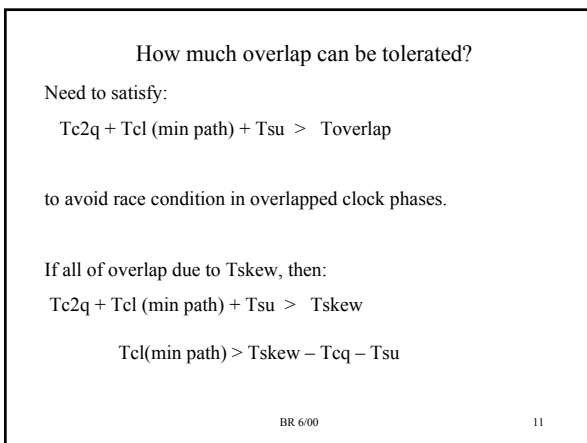 How much overlap can be tolerated?
Need to satisfy:
Tc2q + Tcl (min path) + Tsu > Toverlap
to avoid race condition in overlapped clock phases.
If all of overlap due to Tskew, then:
Tc2q + Tcl (min path) + Tsu > Tskew
Tcl(min path) > Tskew – Tcq – Tsu
BR 6/00 11